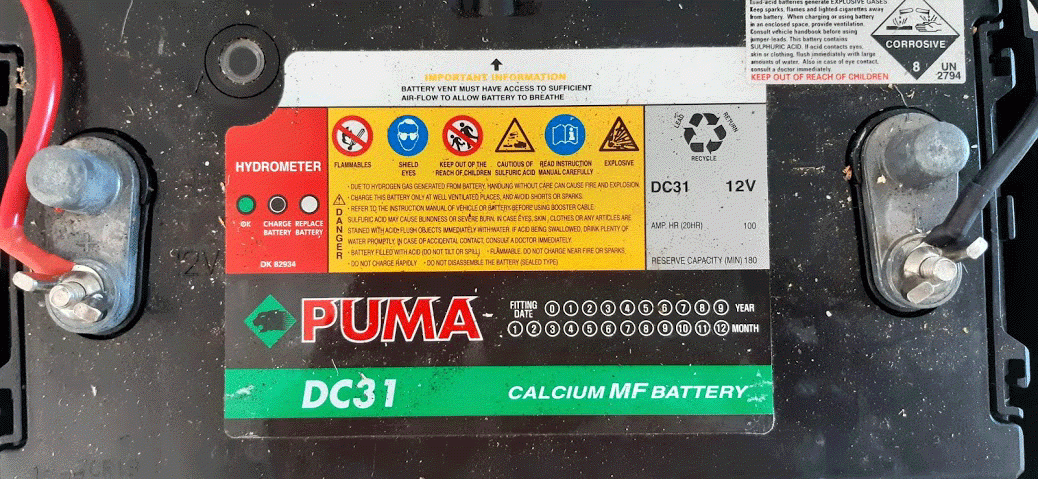 Lead-acid batteries generate EXPLOSIVE GASES
Keep sparks, flames and lighted cigarettes away
from battery. When charging or using battery
in an enclosed space, provide ventilation.
Consult vehicle handbook before using
jumper-leads. This battery contains
SULPHURIC ACID. If acid contacts eyes,
skin or clothing, flush immediately with large
amounts of water. Also in case of eye contact,
consult a doctor immediately.
KEEP OUT OF REACH OF CHILDREN
CORROSIVE
8
UN
2794
IMPORTANT INFORMATION
BATTERY VENT MUST HAVE ACCESS TO SUFFICIENT
AIR-FLOW TO ALLOW BATTERY TO BREATHE
HYDROMETER
OK
CHARGE
BATTERY
REPLACE
BATTERY
DK 82934
FLAMMABLES
SHIELD
EYES
KEEP OUT OF THE
REACH OF CHILDREN
CAUTIOUS OF
SULFURIC ACID
READ INSTRUCTION
MANUAL CAREFULLY
EXPLOSIVE
DANGER
· DUE TO HYDROGEN GAS GENERATED FROM BATTERY, HANDLING WITHOUT CARE CAN CAUSE FIRE AND EXPLOSION.
· CHARGE THIS BATTERY ONLY AT WELL VENTILATED PLACES, AND AVOID SHORTS OR SPARKS.
· REFER TO THE INSTRUCTION MANUAL OF VEHICLE OR BATTERY BEFORE USING BOOSTER CABLE.
SULFURIC ACID MAY CAUSE BLINDNESS OR SEVERE BURN. IN CASE EYES, SKIN, CLOTHES OR ANY ARTICLES ARE
STAINED WITH ACID FLUSH OBJECTS IMMEDIATELY WITH WATER. IF ACID BEING SWALLOWED, DRINK PLENTY OF
WATER PROMPTLY. IN CASE OF ACCIDENTAL CONTACT, CONSULT A DOCTOR IMMEDIATELY.
· BATTERY FILLED WITH ACID (DO NOT TILT OR SPILL) · FLAMMABLE. DO NOT CHARGE NEAR FIRE OR SPARKS.
· DO NOT CHARGE RAPIDLY · DO NOT DISASSEMBLE THE BATTERY (SEALED TYPE)
LEAD
RETURN
RECYCLE
DC31 12V
AMP. HR (20HR) 100
RESERVE CAPACITY (MIN) 180
12V
PUMA
FITTING
DATE
0 1 2 3 4 5 6 7 8 9 YEAR
1 2 3 4 5 6 7 8 9 10 11 12 MONTH
DC31
CALCIUM MF BATTERY